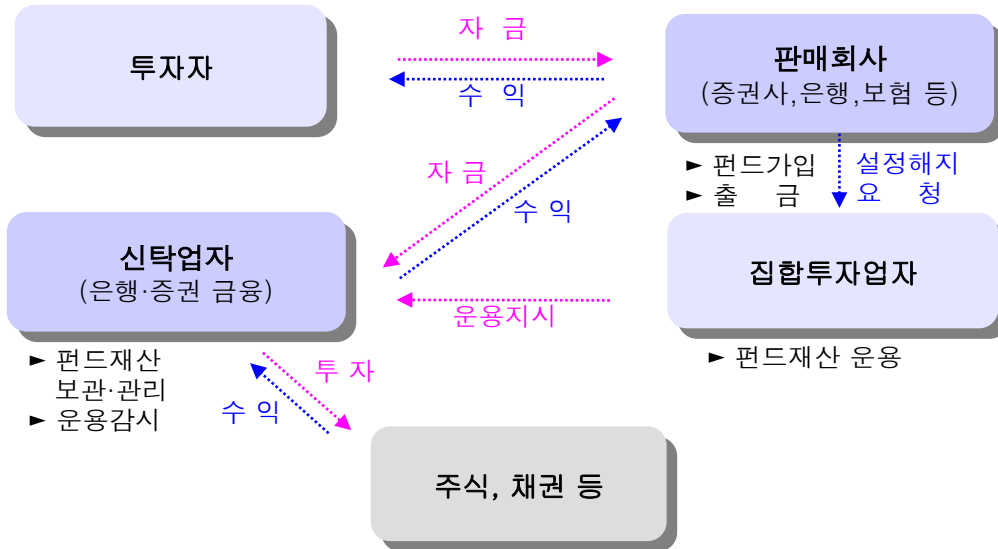 투자자
자 금
수 익
판매회사
(증권사,은행,보험 등)
► 펀드가입
► 출 금
설정해지
요 청
자 금
수 익
신탁업자
(은행·증권 금융)
집합투자업자
운용지시
► 펀드재산
보관·관리
► 운용감시
► 펀드재산 운용
투 자
수 익
주식, 채권 등